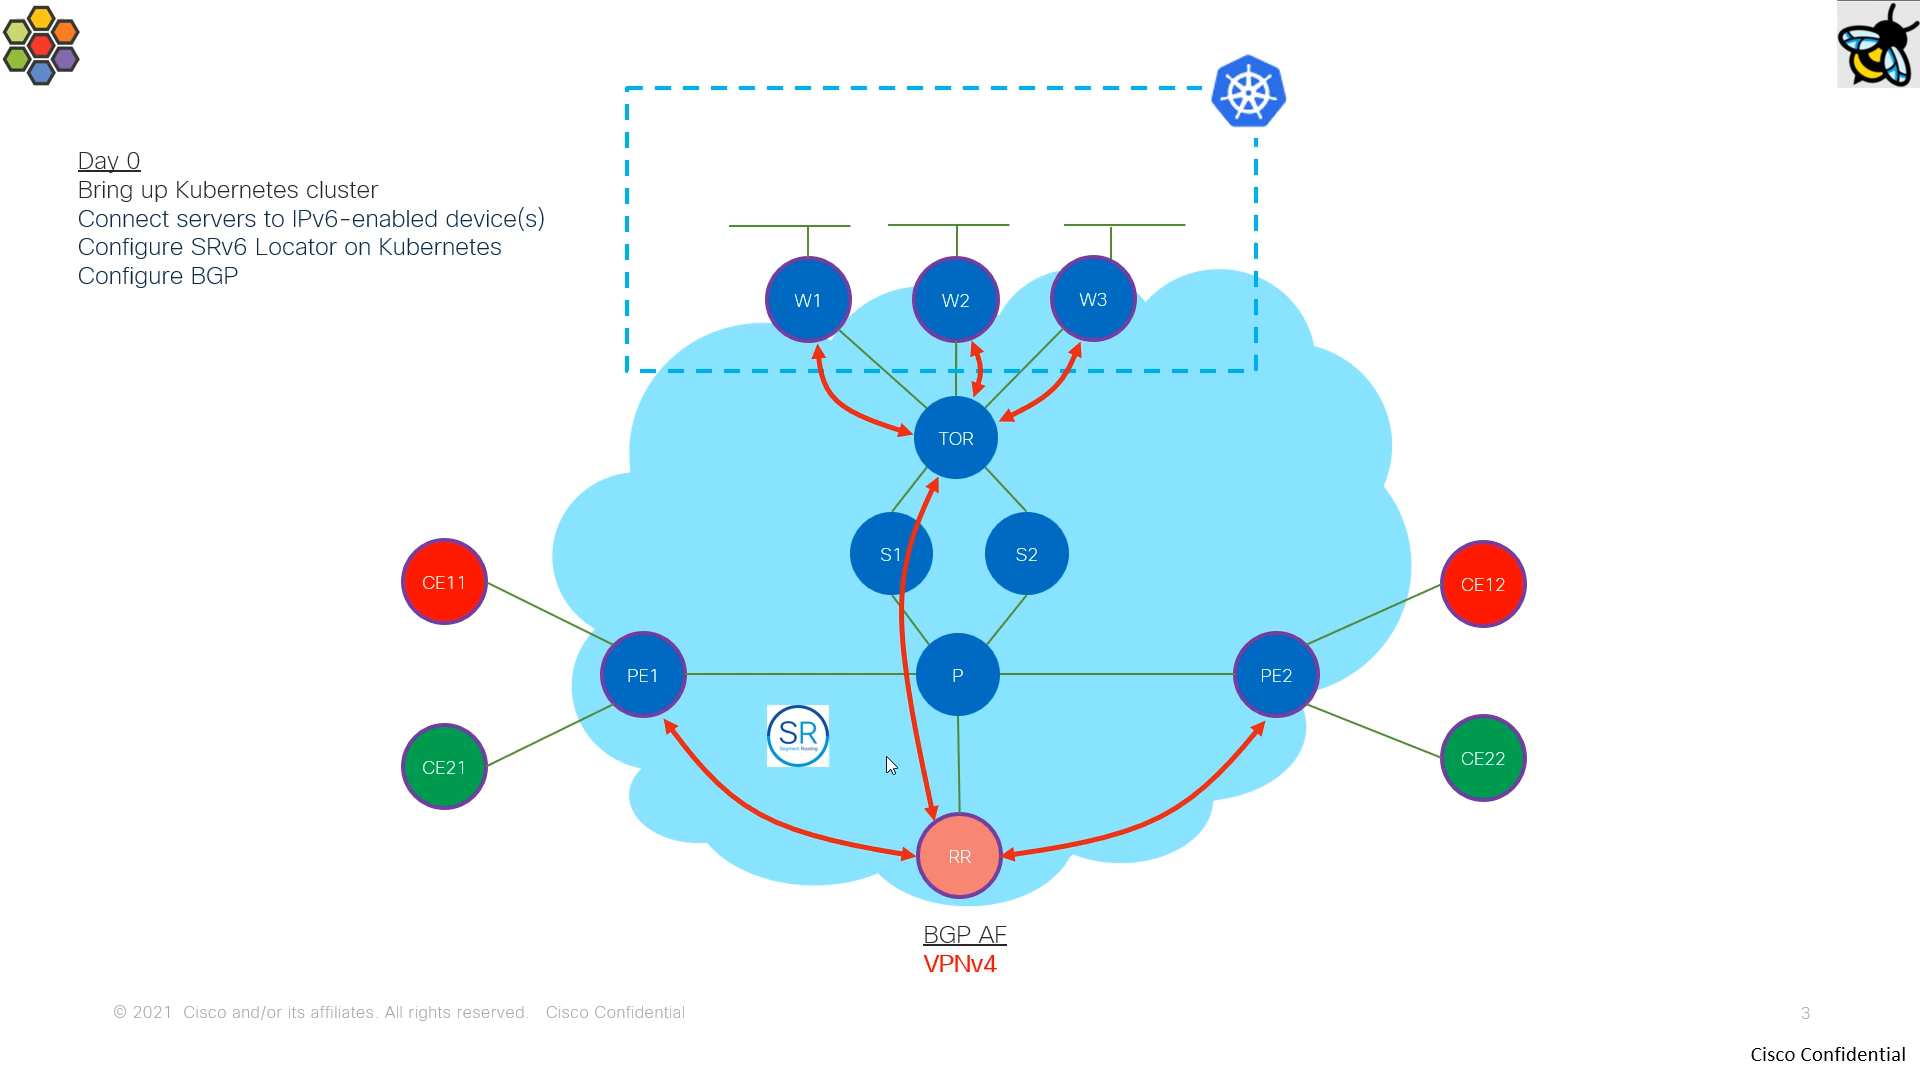 Day 0
Bring up Kubernetes cluster
Connect servers to IPv6-enabled device(s)
Configure SRv6 Locator on Kubernetes
Configure BGP
W1
W2
W3
TOR
S1
S2
CE11
CE12
PE1
P
PE2
SR
Segment Routing
CE21
CE22
RR
BGP AF
VPNv4
© 2021 Cisco and/or its affiliates. All rights reserved. Cisco Confidential
3
Cisco Confidential